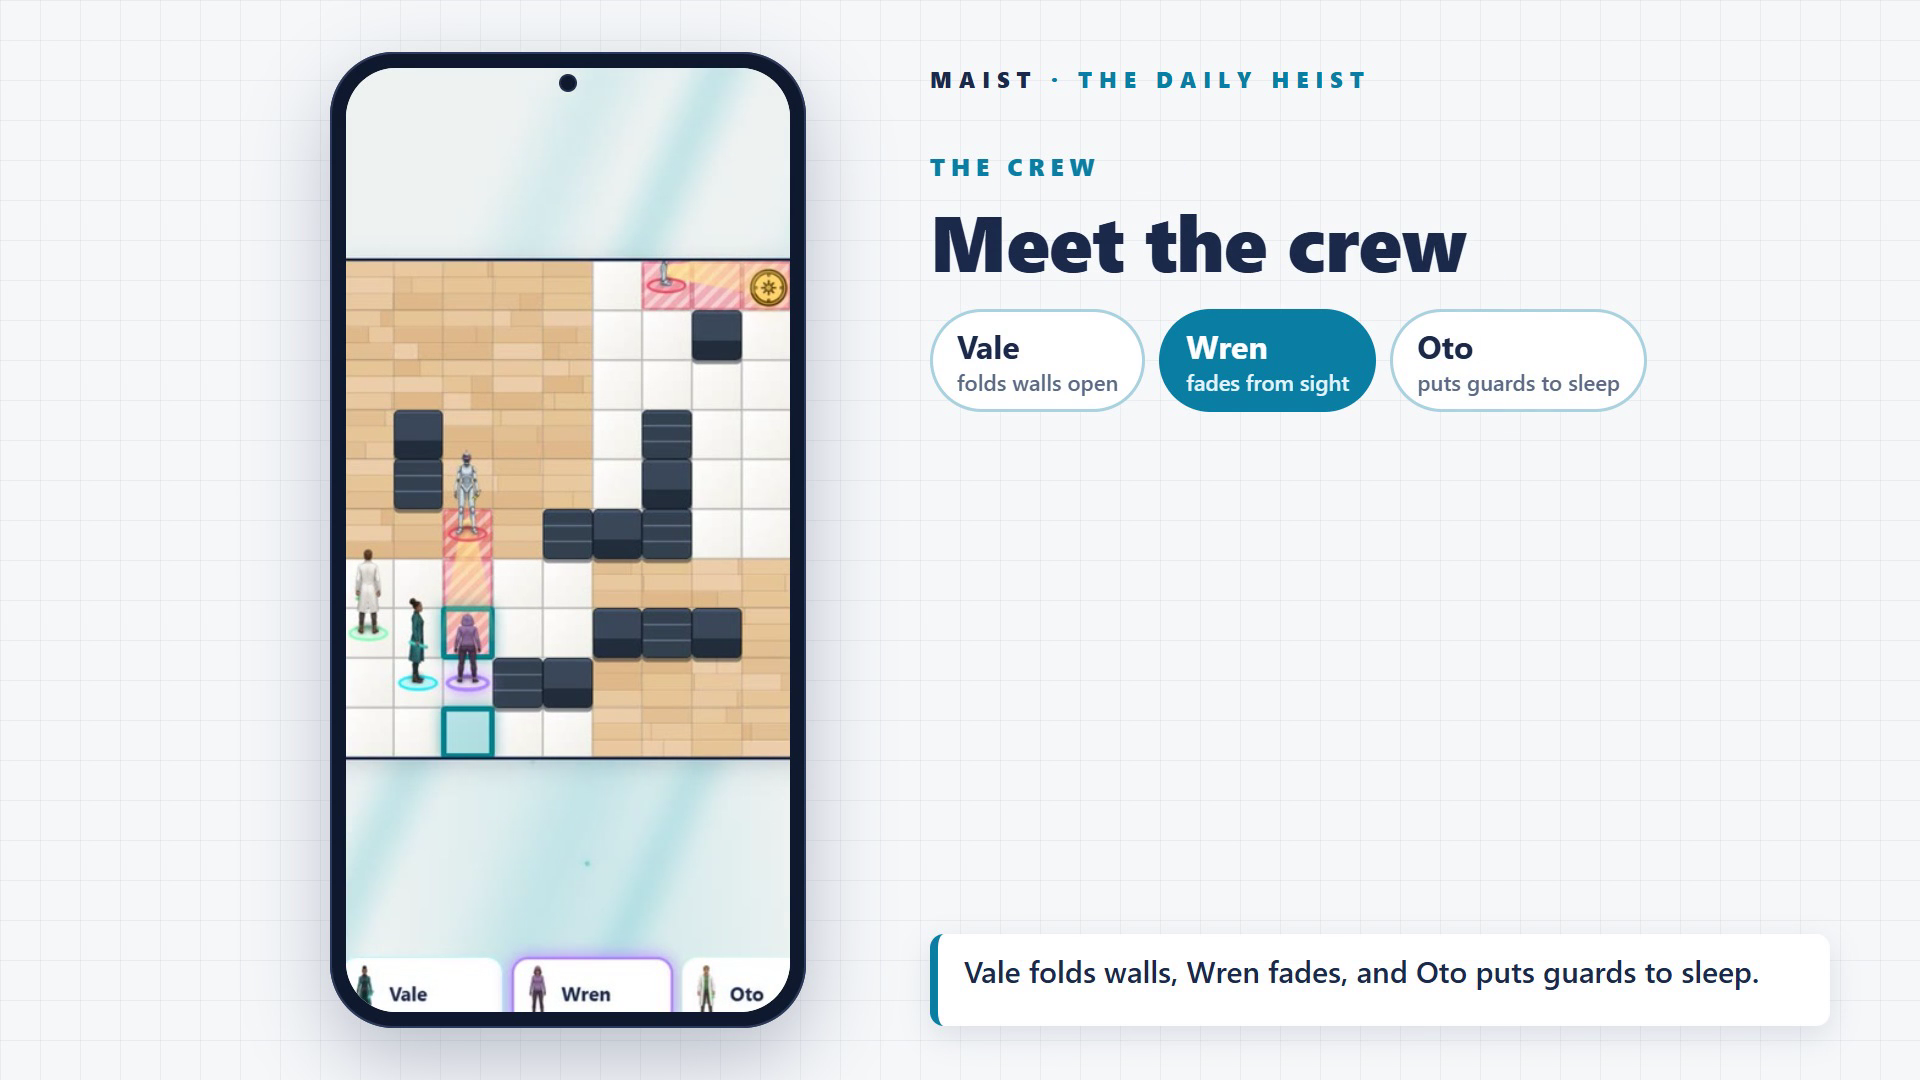 MAIST · THE DAILY HEIST
THE CREW
Meet the crew
Vale
folds walls open
Wren
fades from sight
Oto
puts guards to sleep
Vale folds walls, Wren fades, and Oto puts guards to sleep.
Vale
Wren
Oto